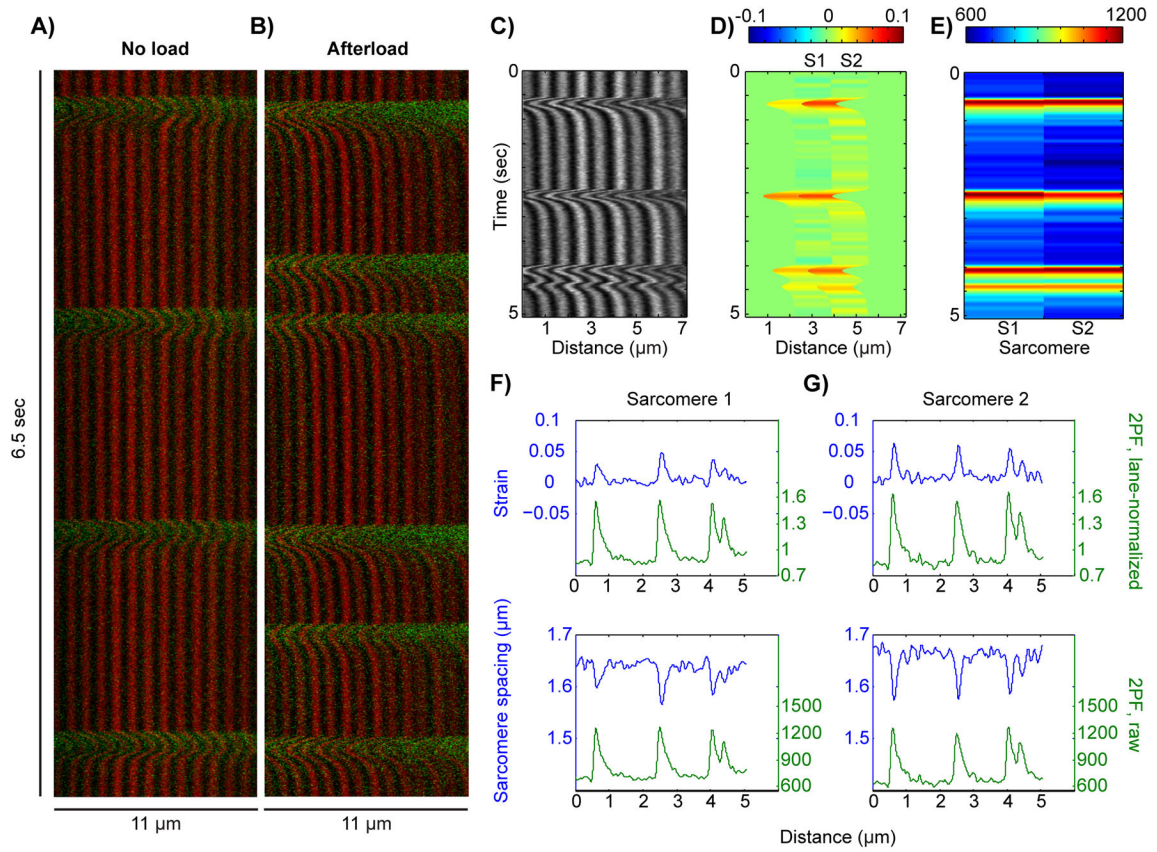 A)
No load
B)
Afterload
6.5 sec
11 µm
11 µm
C)
0
Time (sec)
5
1 3 5 7
Distance (µm)
D)
-0.1 0 0.1
S1 S2
0
5
1 3 5 7
Distance (µm)
E)
600 1200
0
5
S1 S2
Sarcomere
F)
Sarcomere 1
Strain
0.1
0.05
0
−0.05
1.6
1.3
1
0.7
0 1 2 3 4 5 6
Sarcomere spacing (µm)
1.7
1.6
1.5
1500
1200
900
600
0 1 2 3 4 5 6
G)
Sarcomere 2
0.1
0.05
0
−0.05
1.6
1.3
1
0.7
2PF, lane-normalized
0 1 2 3 4 5 6
1.7
1.6
1.5
1500
1200
900
600
2PF, raw
0 1 2 3 4 5 6
Distance (µm)